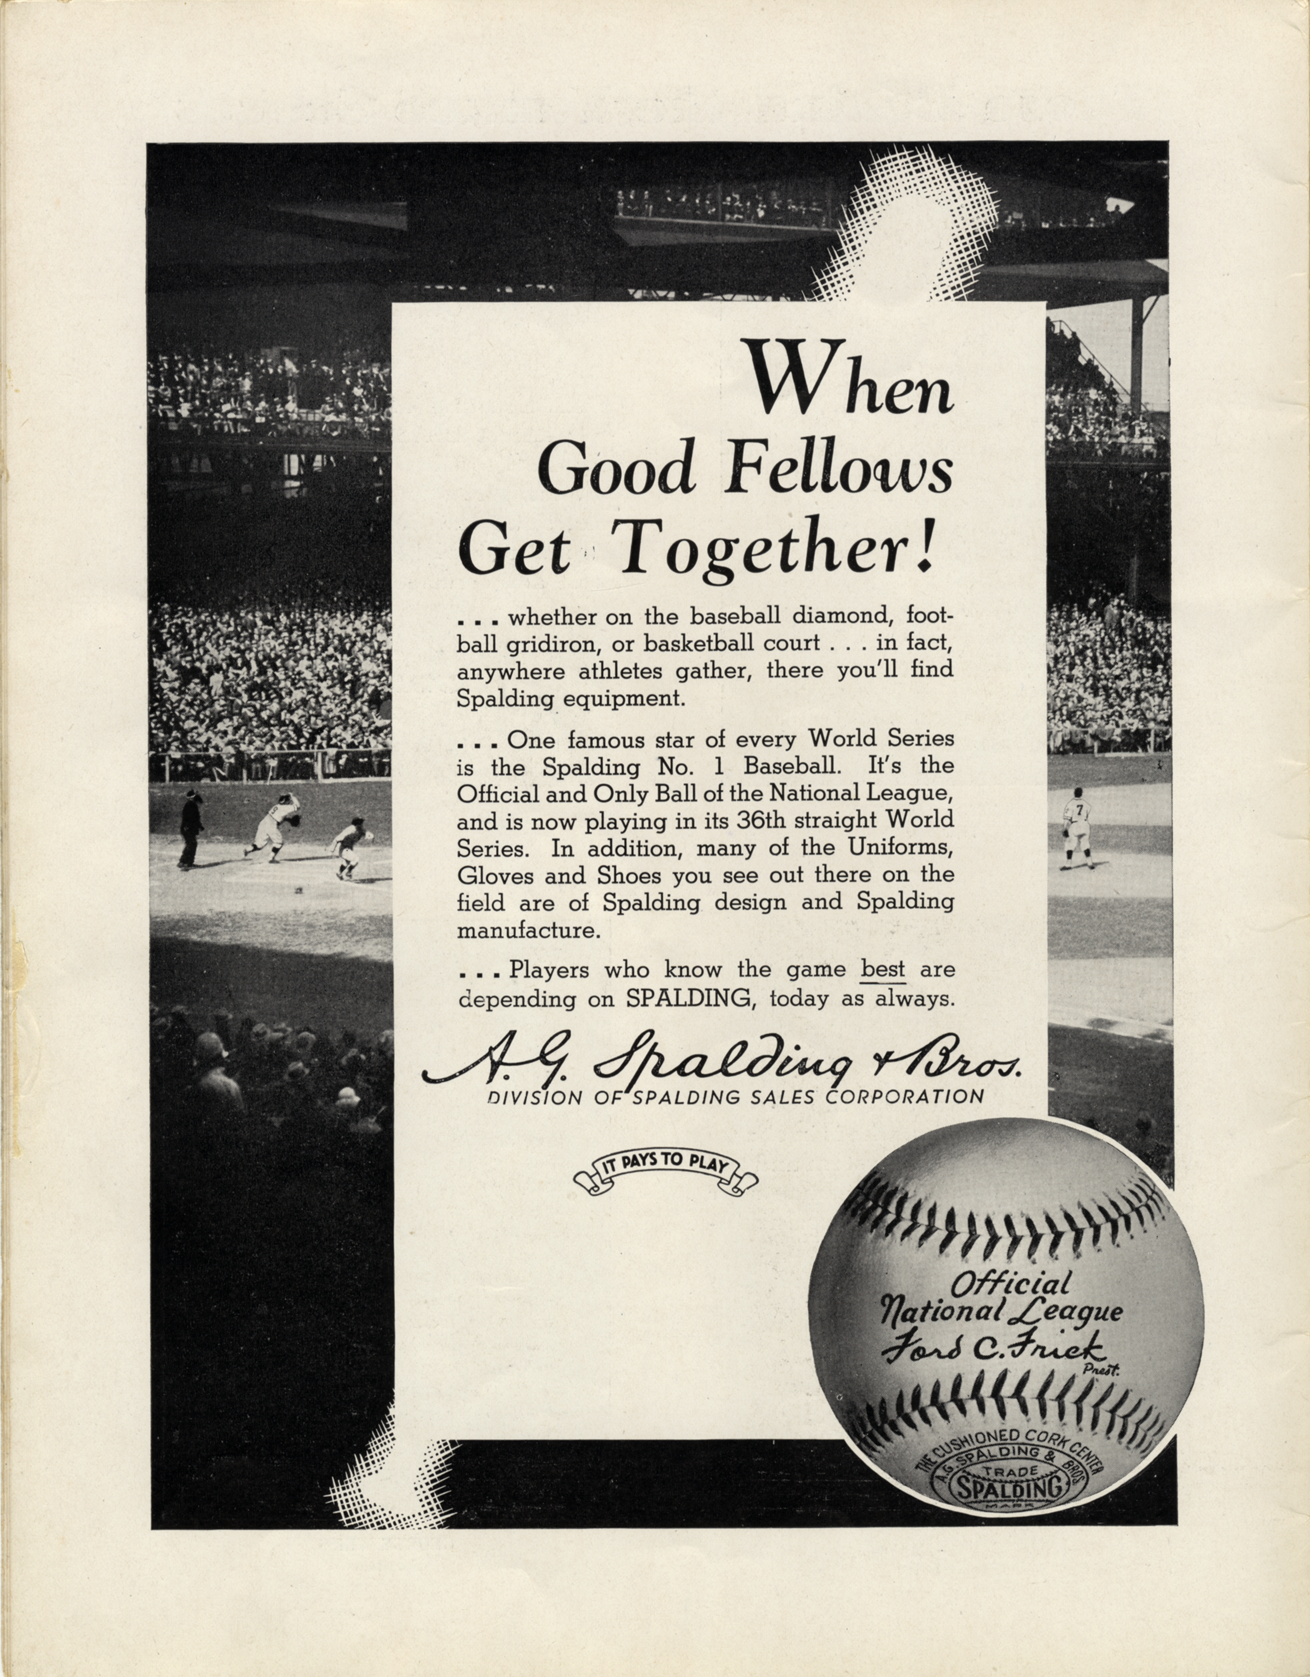 When
Good Fellows
Get Together!
. . . whether on the baseball diamond, foot-
ball gridiron, or basketball court . . . in fact,
anywhere athletes gather, there you'll find
Spalding equipment.
. . . One famous star of every World Series
is the Spalding No. 1 Baseball. It's the
Official and Only Ball of the National League,
and is now playing in its 36th straight World
Series. In addition, many of the Uniforms,
Gloves and Shoes you see out there on the
field are of Spalding design and Spalding
manufacture.
. . . Players who know the game best are
depending on SPALDING, today as always.
A. G. Spalding & Bros.
DIVISION OF SPALDING SALES CORPORATION
IT PAYS TO PLAY
7
Official
National League
Ford C. Frick
Prest.
THE CUSHIONED CORK CENTER
A. G. SPALDING & BROS
TRADE
SPALDING
MARK